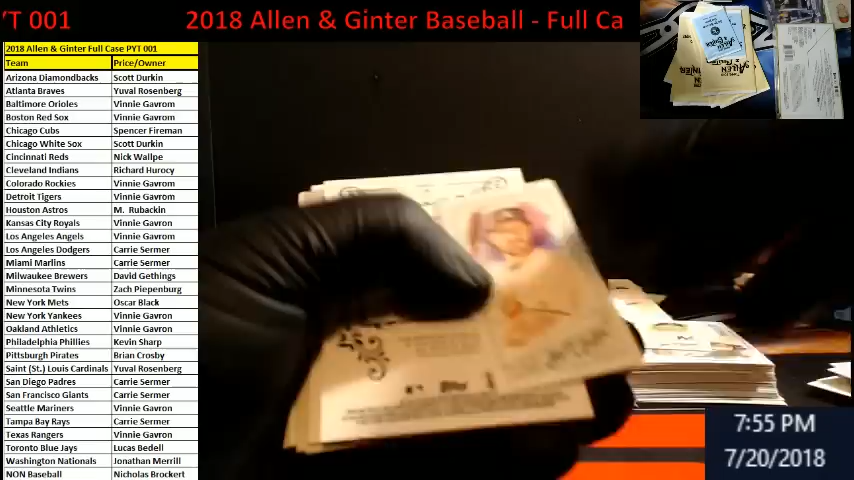 T 001 2018 Allen & Ginter Baseball - Full Ca
2018 Allen & Ginter Full Case PYT 001
Team Price/Owner
Arizona Diamondbacks Scott Durkin
Atlanta Braves Yuval Rosenberg
Baltimore Orioles Vinnie Gavrom
Boston Red Sox Vinnie Gavrom
Chicago Cubs Spencer Fireman
Chicago White Sox Scott Durkin
Cincinnati Reds Nick Wallpe
Cleveland Indians Richard Hurocy
Colorado Rockies Vinnie Gavrom
Detroit Tigers Vinnie Gavrom
Houston Astros M. Rubackin
Kansas City Royals Vinnie Gavron
Los Angeles Angels Vinnie Gavrom
Los Angeles Dodgers Carrie Sermer
Miami Marlins Carrie Sermer
Milwaukee Brewers David Gethings
Minnesota Twins Zach Piepenburg
New York Mets Oscar Black
New York Yankees Vinnie Gavron
Oakland Athletics Vinnie Gavron
Philadelphia Phillies Kevin Sharp
Pittsburgh Pirates Brian Crosby
Saint (St.) Louis Cardinals Yuval Rosenberg
San Diego Padres Carrie Sermer
San Francisco Giants Carrie Sermer
Seattle Mariners Vinnie Gavron
Tampa Bay Rays Carrie Sermer
Texas Rangers Vinnie Gavron
Toronto Blue Jays Lucas Bedell
Washington Nationals Jonathan Merrill
NON Baseball Nicholas Brockert
7:55 PM
7/20/2018